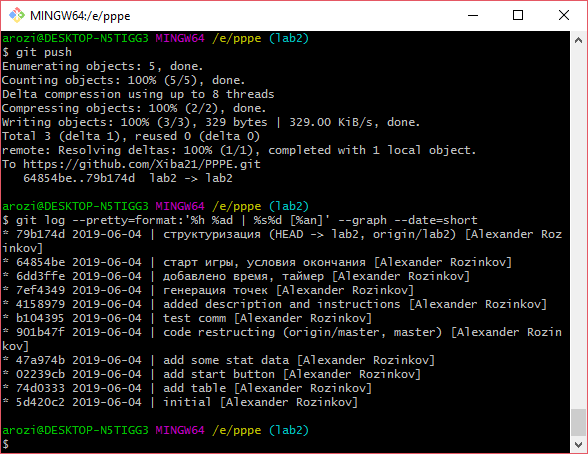 MINGW64:/e/pppe
arozi@DESKTOP-N5TIGG3 MINGW64 /e/pppe (lab2)
$ git push
Enumerating objects: 5, done.
Counting objects: 100% (5/5), done.
Delta compression using up to 8 threads
Compressing objects: 100% (2/2), done.
Writing objects: 100% (3/3), 329 bytes | 329.00 KiB/s, done.
Total 3 (delta 1), reused 0 (delta 0)
remote: Resolving deltas: 100% (1/1), completed with 1 local object.
To https://github.com/Xiba21/PPPE.git
   64854be..79b174d  lab2 -> lab2
arozi@DESKTOP-N5TIGG3 MINGW64 /e/pppe (lab2)
$ git log --pretty=format:'%h %ad | %s%d [%an]' --graph --date=short
* 79b174d 2019-06-04 | структуризация (HEAD -> lab2, origin/lab2) [Alexander Roz
inkov]
* 64854be 2019-06-04 | старт игры, условия окончания [Alexander Rozinkov]
* 6dd3ffe 2019-06-04 | добавлено время, таймер [Alexander Rozinkov]
* 7ef4349 2019-06-04 | генерация точек [Alexander Rozinkov]
* 4158979 2019-06-04 | added description and instructions [Alexander Rozinkov]
* b104395 2019-06-04 | test comm [Alexander Rozinkov]
* 901b47f 2019-06-04 | code restructing (origin/master, master) [Alexander Rozin
kov]
* 47a974b 2019-06-04 | add some stat data [Alexander Rozinkov]
* 02239cb 2019-06-04 | add start button [Alexander Rozinkov]
* 74d0333 2019-06-04 | add table [Alexander Rozinkov]
* 5d420c2 2019-06-04 | initial [Alexander Rozinkov]
arozi@DESKTOP-N5TIGG3 MINGW64 /e/pppe (lab2)
$